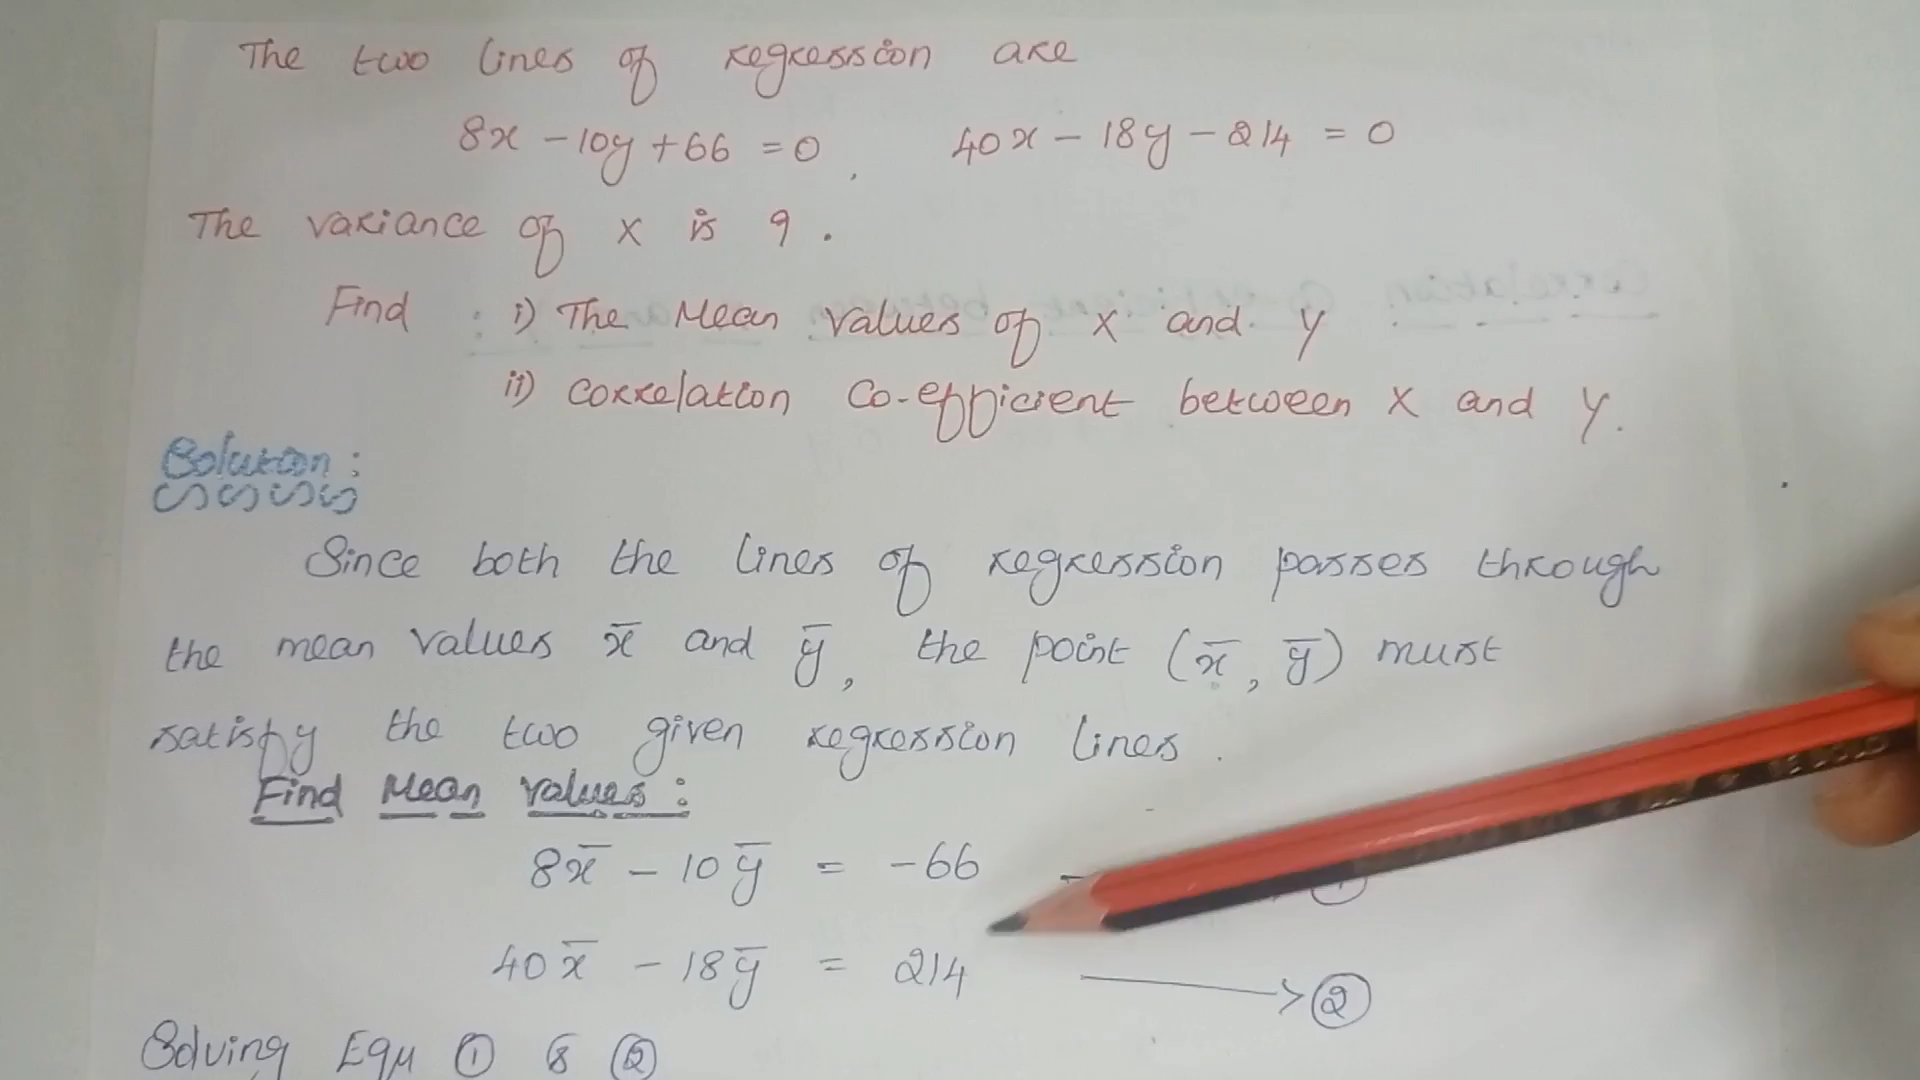 The two lines of regression are
8x - 10y + 66 = 0, 40x - 18y - 214 = 0
The variance of x is 9.
Find : i) The Mean values of x and y
ii) Correlation Co-efficient between x and y.
Solution:
Since both the lines of regression passes through
the mean values x̄ and ȳ, the point (x̄, ȳ) must
satisfy the two given regression lines.
Find Mean values:
8x̄ - 10ȳ = -66
40x̄ - 18ȳ = 214 → ②
Solving Equ ① & ②